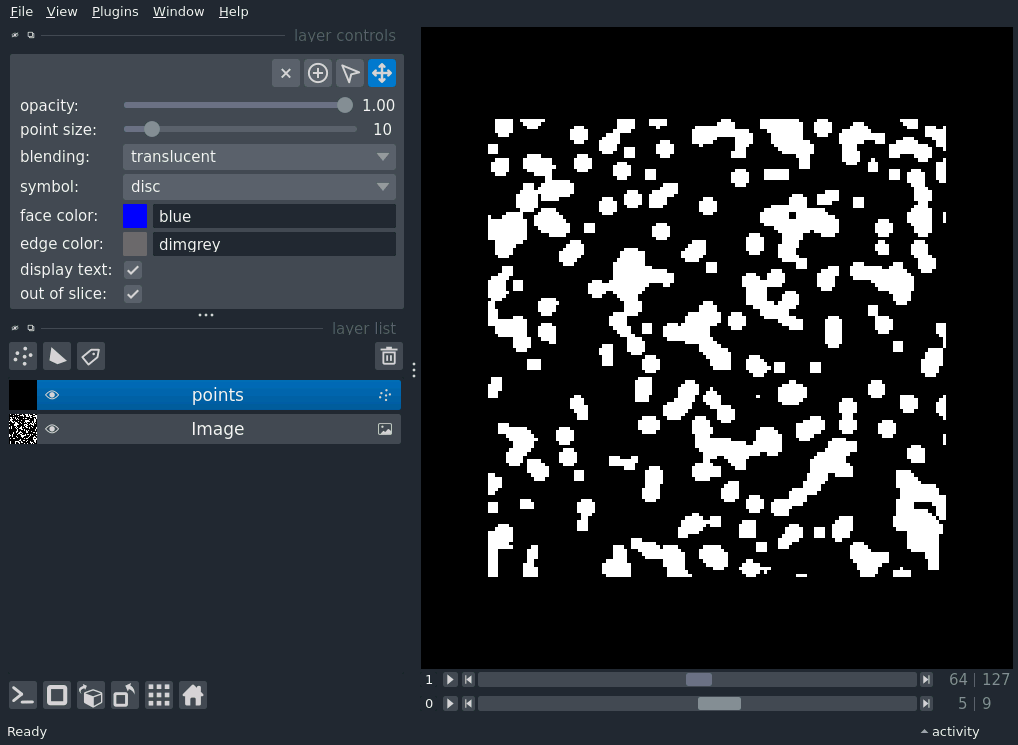 File View Plugins Window Help
layer controls
opacity: 1.00
point size: 10
blending: translucent
symbol: disc
face color: blue
edge color: dimgrey
display text:
out of slice:
layer list
points
Image
1 64 | 127
0 5 | 9
Ready activity